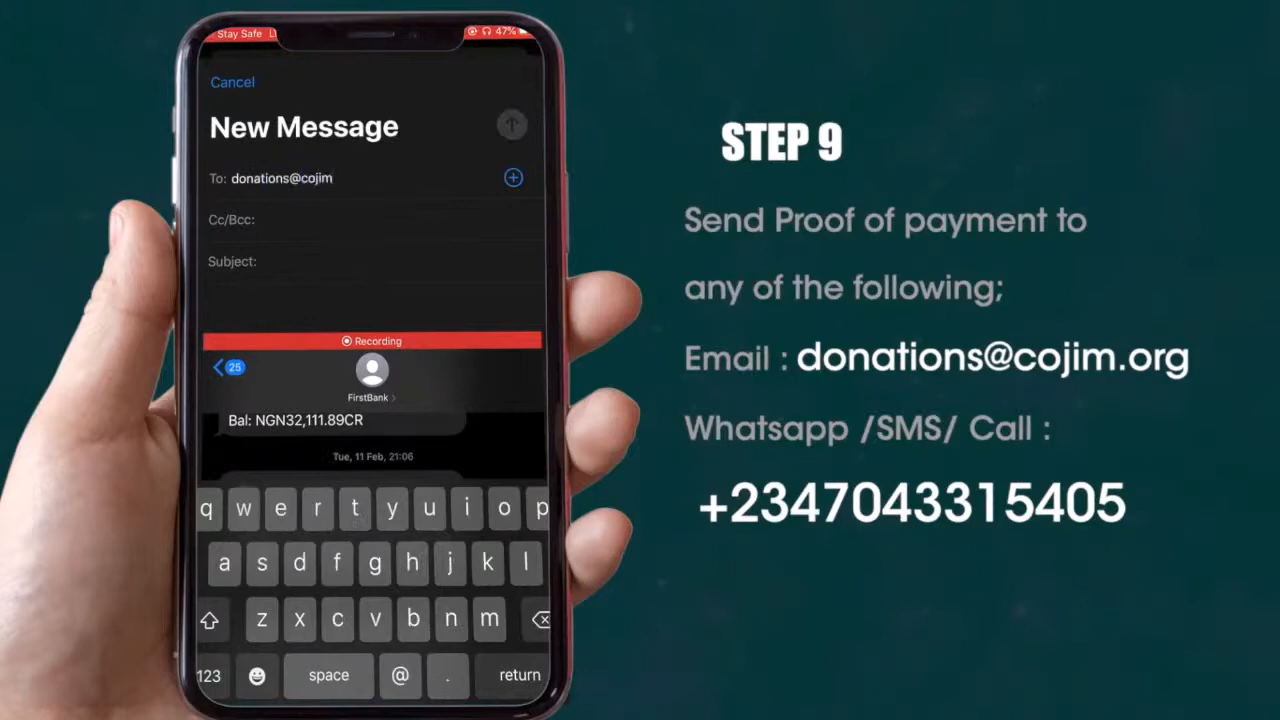 Stay Safe
47%
Cancel
New Message
To: donations@cojim
Cc/Bcc:
Subject:
Recording
25
FirstBank
Bal: NGN32,111.89CR
Tue, 11 Feb, 21:06
q w e r t y u i o p
a s d f g h j k l
z x c v b n m
123
space
@
.
return
STEP 9
Send Proof of payment to
any of the following;
Email : donations@cojim.org
Whatsapp /SMS/ Call :
+2347043315405